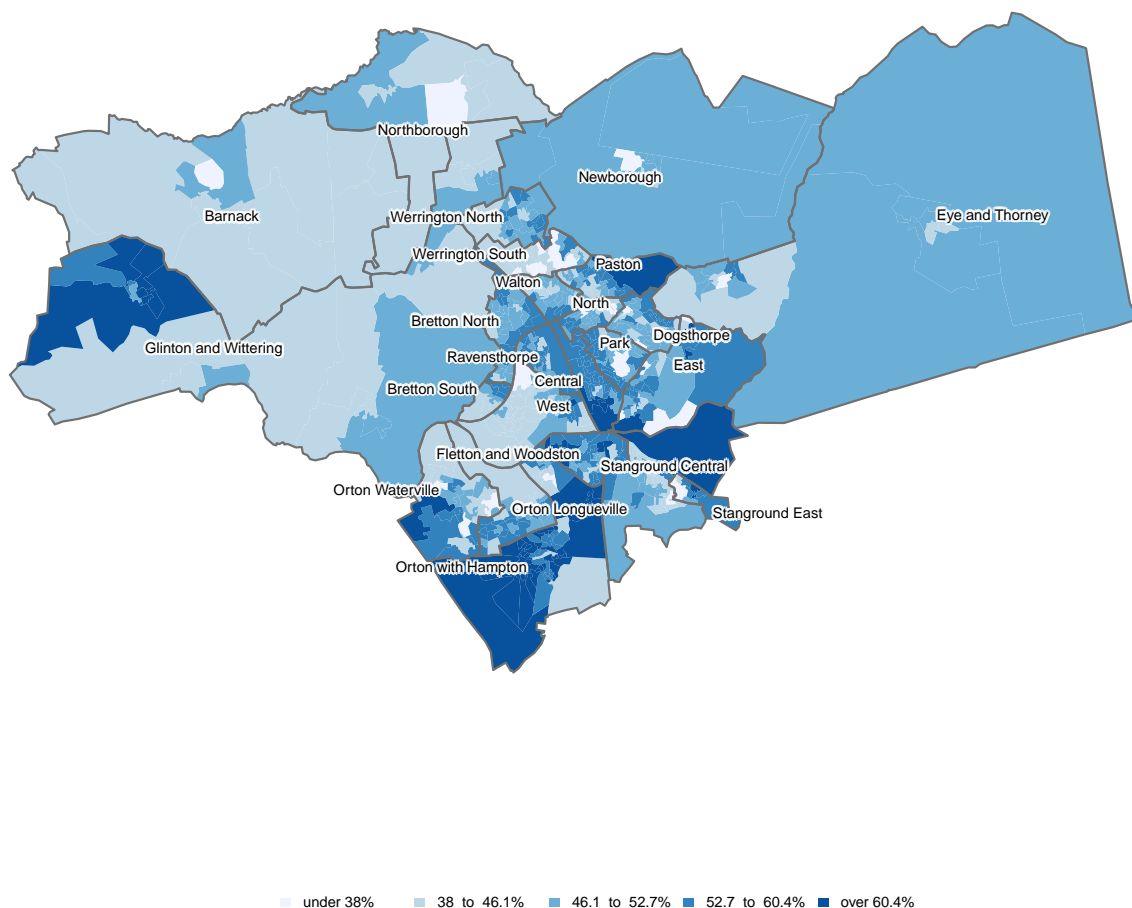 Northborough
Newborough
Barnack
Werrington North
Eye and Thorney
Werrington South
Paston
Walton
North
Bretton North
Dogsthorpe
Park
Glinton and Wittering
Ravensthorpe
East
Central
Bretton South
West
Fletton and Woodston
Stanground Central
Orton Waterville
Orton Longueville
Stanground East
Orton with Hampton
under 38%
38 to 46.1%
46.1 to 52.7%
52.7 to 60.4%
over 60.4%